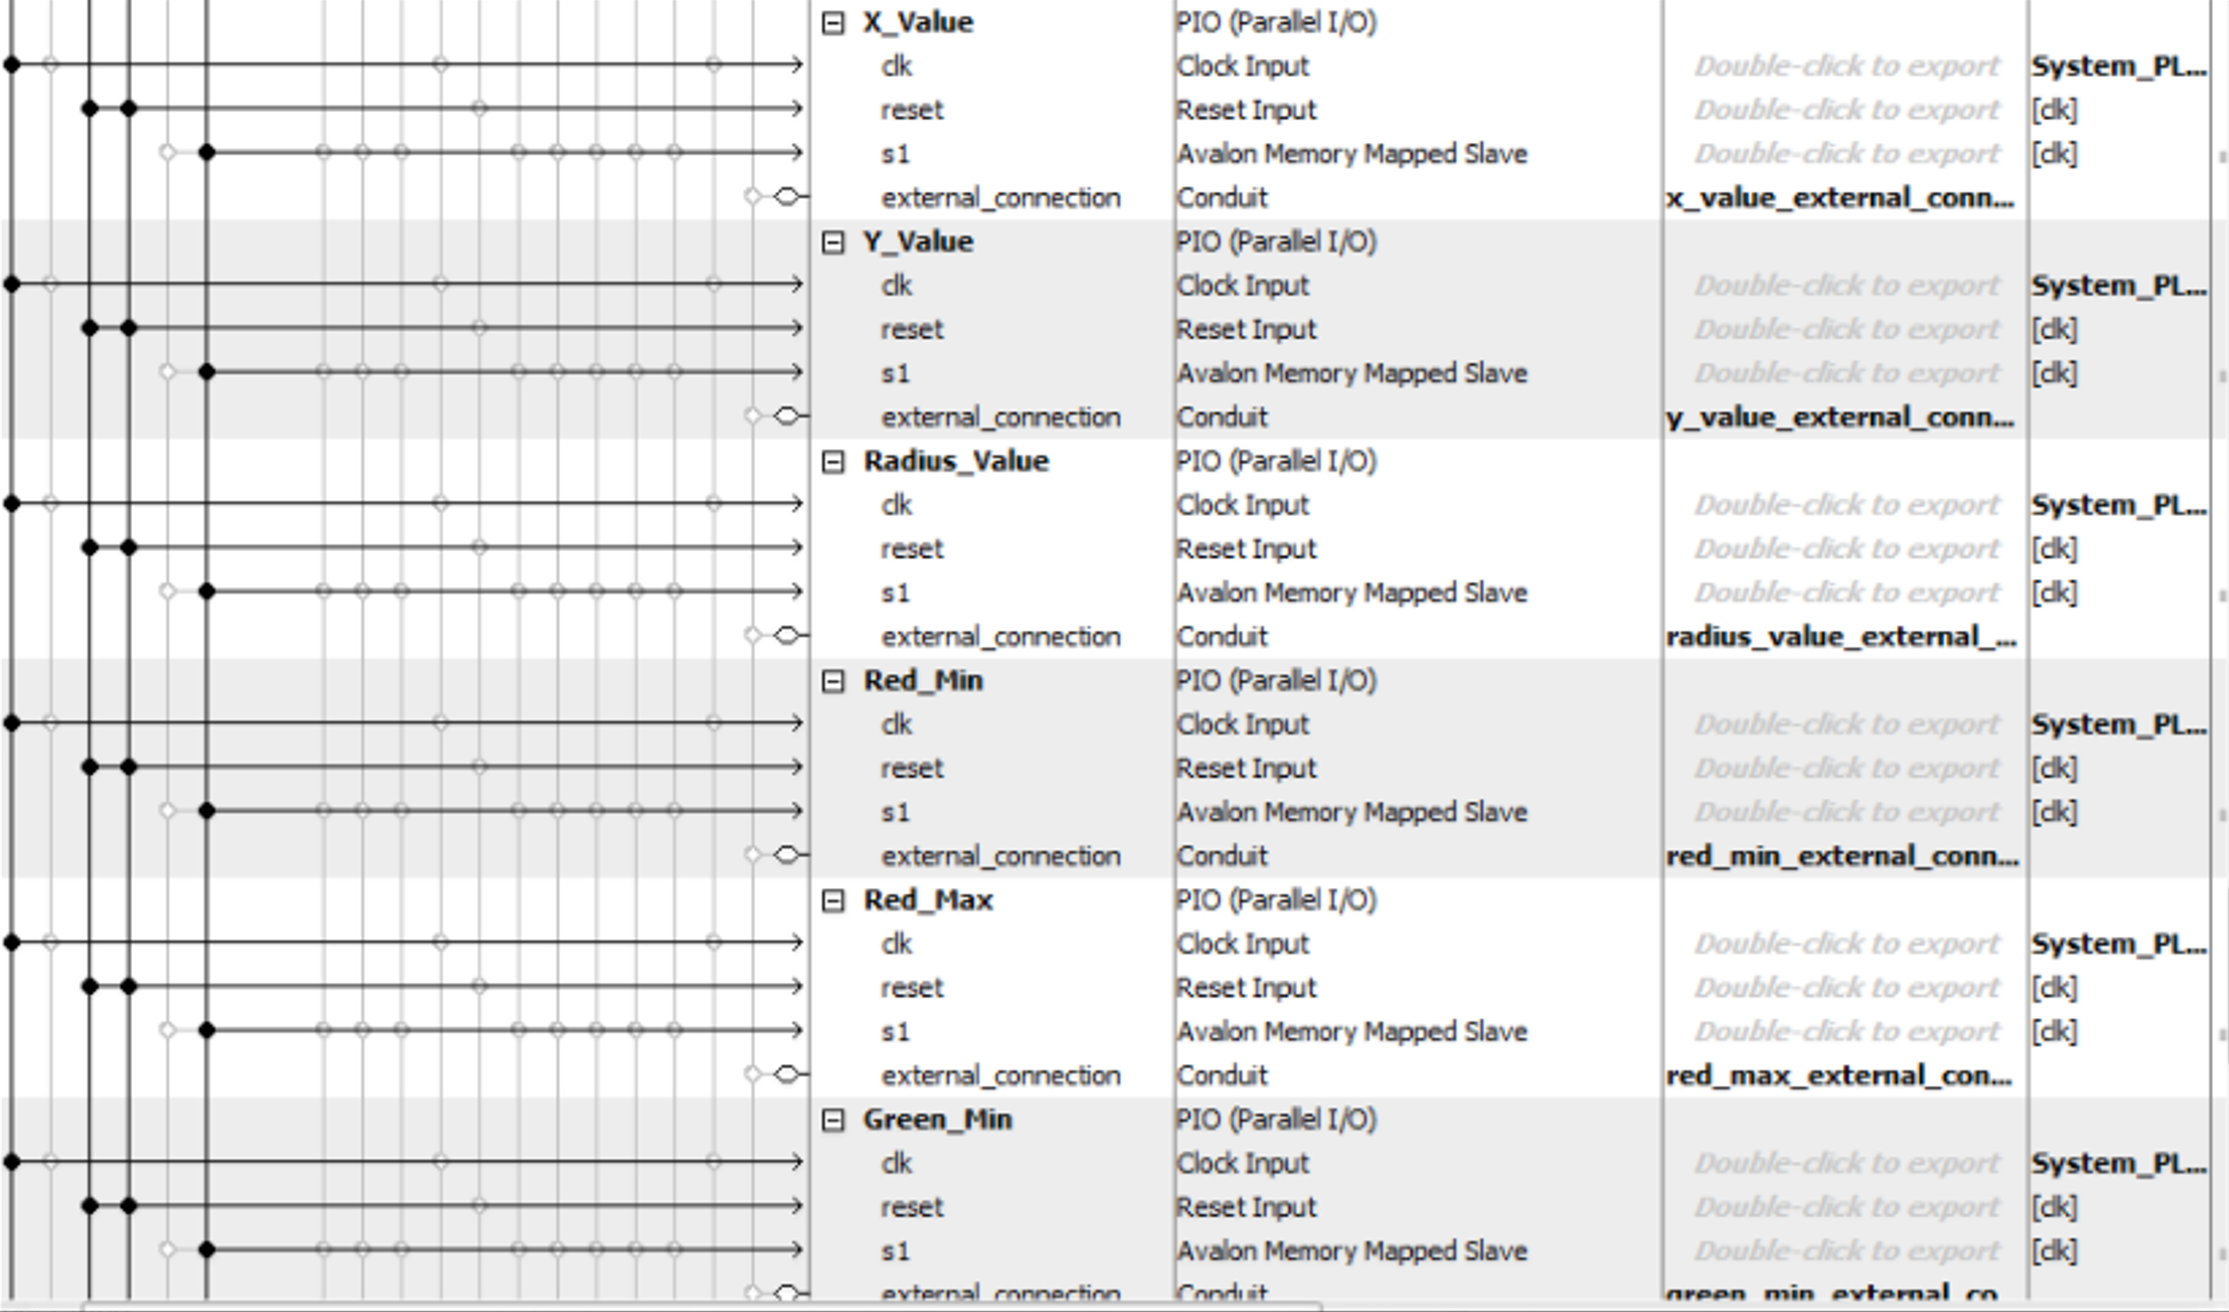 X_Value PIO (Parallel I/O)
clk Clock Input Double-click to export System_PL...
reset Reset Input Double-click to export [clk]
s1 Avalon Memory Mapped Slave Double-click to export [clk]
external_connection Conduit x_value_external_conn...
Y_Value PIO (Parallel I/O)
clk Clock Input Double-click to export System_PL...
reset Reset Input Double-click to export [clk]
s1 Avalon Memory Mapped Slave Double-click to export [clk]
external_connection Conduit y_value_external_conn...
Radius_Value PIO (Parallel I/O)
clk Clock Input Double-click to export System_PL...
reset Reset Input Double-click to export [clk]
s1 Avalon Memory Mapped Slave Double-click to export [clk]
external_connection Conduit radius_value_external_...
Red_Min PIO (Parallel I/O)
clk Clock Input Double-click to export System_PL...
reset Reset Input Double-click to export [clk]
s1 Avalon Memory Mapped Slave Double-click to export [clk]
external_connection Conduit red_min_external_conn...
Red_Max PIO (Parallel I/O)
clk Clock Input Double-click to export System_PL...
reset Reset Input Double-click to export [clk]
s1 Avalon Memory Mapped Slave Double-click to export [clk]
external_connection Conduit red_max_external_con...
Green_Min PIO (Parallel I/O)
clk Clock Input Double-click to export System_PL...
reset Reset Input Double-click to export [clk]
s1 Avalon Memory Mapped Slave Double-click to export [clk]
external_connection Conduit green_min_external_co...